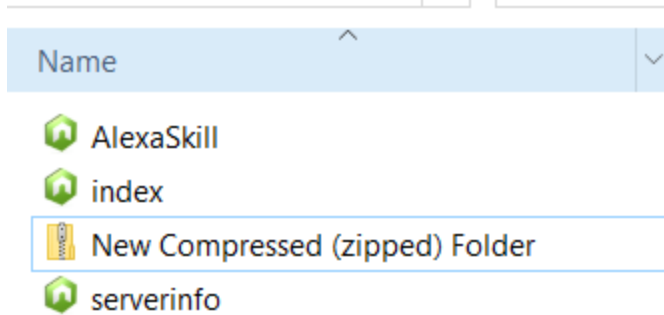 Name
AlexaSkill
index
New Compressed (zipped) Folder
serverinfo